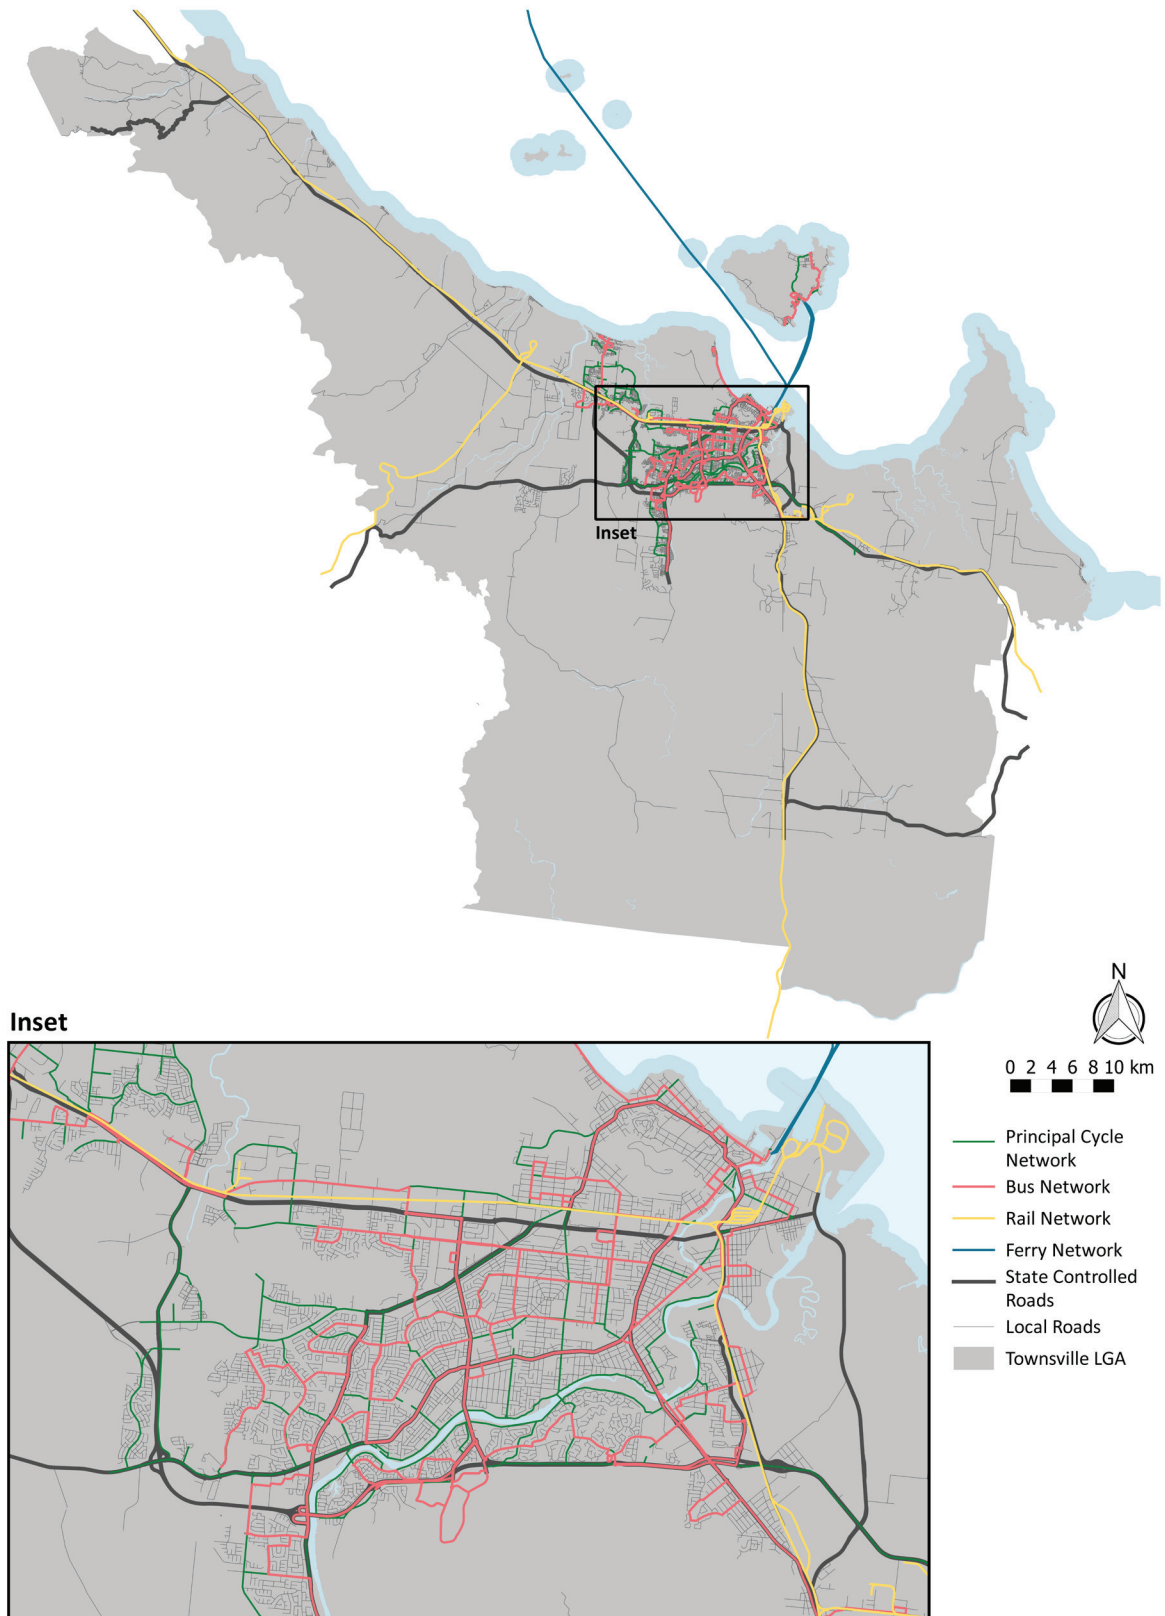 Inset
N
Inset
0 2 4 6 8 10 km
Principal Cycle
Network
Bus Network
Rail Network
Ferry Network
State Controlled
Roads
Local Roads
Townsville LGA